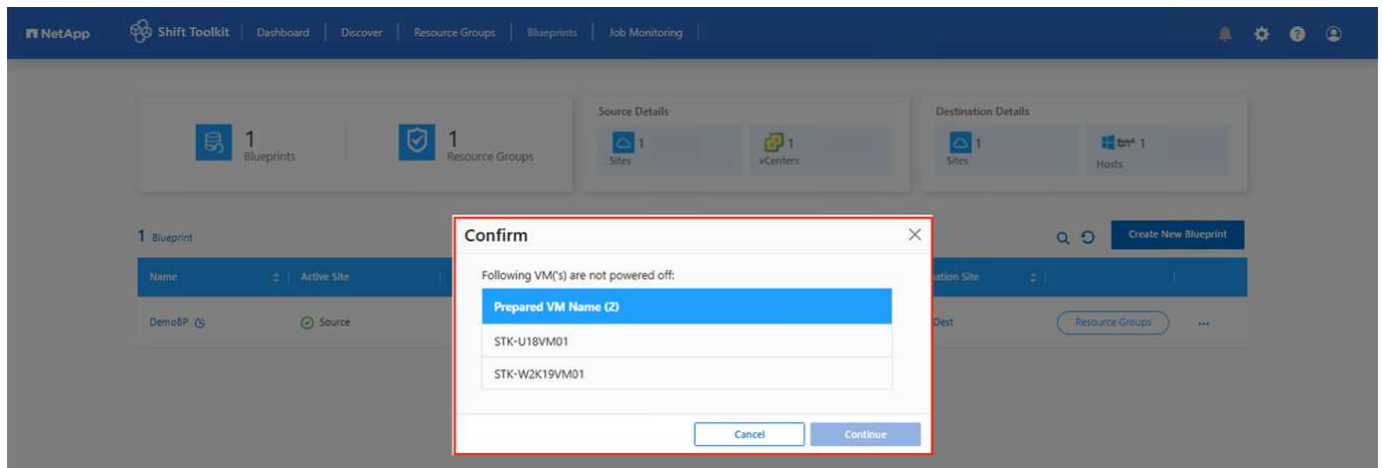 NetApp Shift Toolkit Dashboard Discover Resource Groups Blueprints Job Monitoring
Source Details Destination Details
1 Blueprints
1 Resource Groups
1 Sites
1 vCenters
1 Sites
1 Hosts
1 Blueprint
Create New Blueprint
Name Active Site ation Site
DemoBP Source Dest Resource Groups ...
Confirm
Following VM('s) are not powered off:
Prepared VM Name (2)
STK-U18VM01
STK-W2K19VM01
Cancel Continue